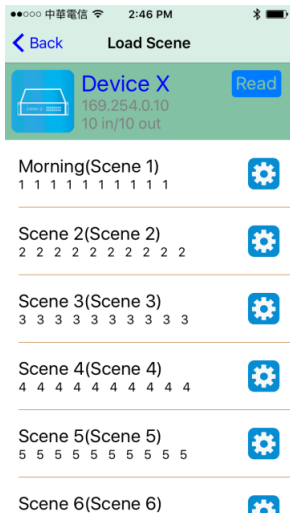 中華電信 2:46 PM
Back Load Scene
Device X Read
169.254.0.10
10 in/10 out
Morning(Scene 1)
1 1 1 1 1 1 1 1 1 1
Scene 2(Scene 2)
2 2 2 2 2 2 2 2 2 2
Scene 3(Scene 3)
3 3 3 3 3 3 3 3 3 3
Scene 4(Scene 4)
4 4 4 4 4 4 4 4 4 4
Scene 5(Scene 5)
5 5 5 5 5 5 5 5 5 5
Scene 6(Scene 6)